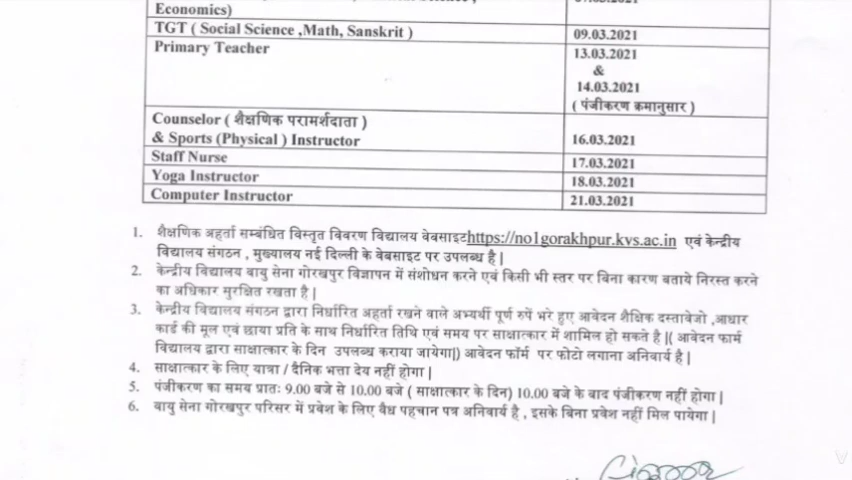 Economics)
TGT ( Social Science ,Math, Sanskrit ) 09.03.2021
Primary Teacher 13.03.2021
&
14.03.2021
( पंजीकरण कमानुसार )
Counselor ( शैक्षणिक परामर्शदाता )
& Sports (Physical ) Instructor 16.03.2021
Staff Nurse 17.03.2021
Yoga Instructor 18.03.2021
Computer Instructor 21.03.2021
1. शैक्षणिक अहर्ता सम्बंधित विस्तृत विवरण विद्यालय वेबसाइटhttps://no1gorakhpur.kvs.ac.in एवं केन्द्रीय
विद्यालय संगठन , मुख्यालय नई दिल्ली के वेबसाइट पर उपलब्ध है |
2. केन्द्रीय विद्यालय वायु सेना गोरखपुर विज्ञापन में संशोधन करने एवं किसी भी स्तर पर बिना कारण बताये निरस्त करने
का अधिकार सुरक्षित रखता है |
3. केन्द्रीय विद्यालय संगठन द्वारा निर्धारित अहर्ता रखने वाले अभ्यर्थी पूर्ण रुपें भरे हुए आवेदन शैक्षिक दस्तावेजो ,आधार
कार्ड की मूल एवं छाया प्रति के साथ निर्धारित तिथि एवं समय पर साक्षात्कार में शामिल हो सकते है |( आवेदन फार्म
विद्यालय द्वारा साक्षात्कार के दिन उपलब्ध कराया जायेगा|) आवेदन फॉर्म पर फोटो लगाना अनिवार्य है |
4. साक्षात्कार के लिए यात्रा / दैनिक भत्ता देय नहीं होगा |
5. पंजीकरण का समय प्रातः 9.00 बजे से 10.00 बजे ( साक्षात्कार के दिन) 10.00 बजे के बाद पंजीकरण नहीं होगा |
6. वायु सेना गोरखपुर परिसर में प्रवेश के लिए वैध पहचान पत्र अनिवार्य है , इसके बिना प्रवेश नहीं मिल पायेगा |